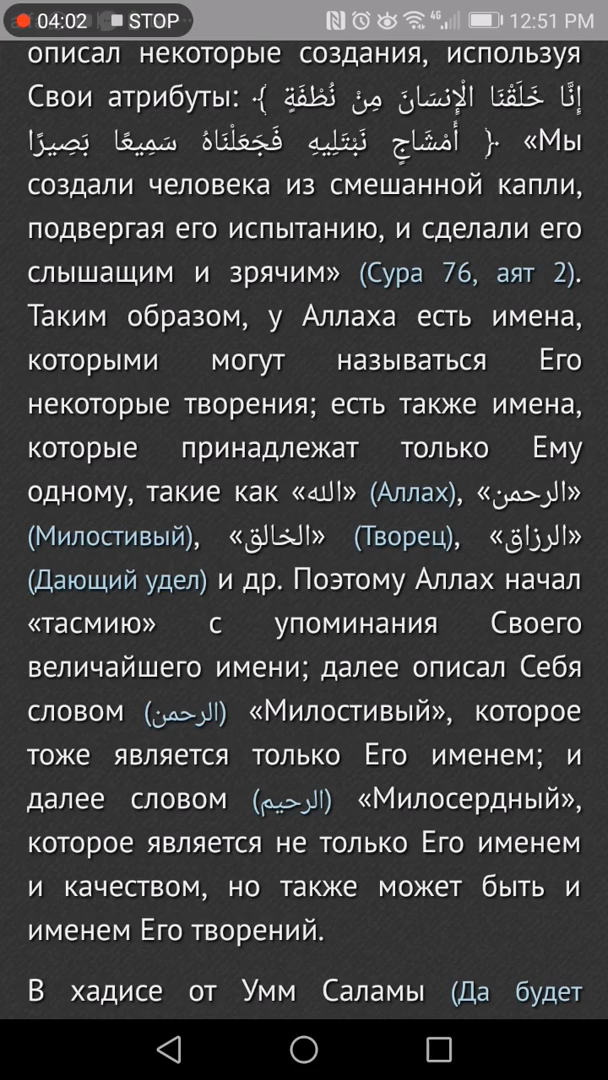 04:02 STOP 4G 12:51 PM
описал некоторые создания, используя
Свои атрибуты: ﴿ إِنَّا خَلَقْنَا الْإِنسَانَ مِنْ نُطْفَةٍ
أَمْشَاجٍ نَبْتَلِيهِ فَجَعَلْنَاهُ سَمِيعًا بَصِيرًا ﴾ «Мы
создали человека из смешанной капли,
подвергая его испытанию, и сделали его
слышащим и зрячим» (Сура 76, аят 2).
Таким образом, у Аллаха есть имена,
которыми могут называться Его
некоторые творения; есть также имена,
которые принадлежат только Ему
одному, такие как «الله» (Аллах), «الرحمن»
(Милостивый), «الخالق» (Творец), «الرزاق»
(Дающий удел) и др. Поэтому Аллах начал
«тасмию» с упоминания Своего
величайшего имени; далее описал Себя
словом (الرحمن) «Милостивый», которое
тоже является только Его именем; и
далее словом (الرحيم) «Милосердный»,
которое является не только Его именем
и качеством, но также может быть и
именем Его творений.
В хадисе от Умм Саламы (Да будет